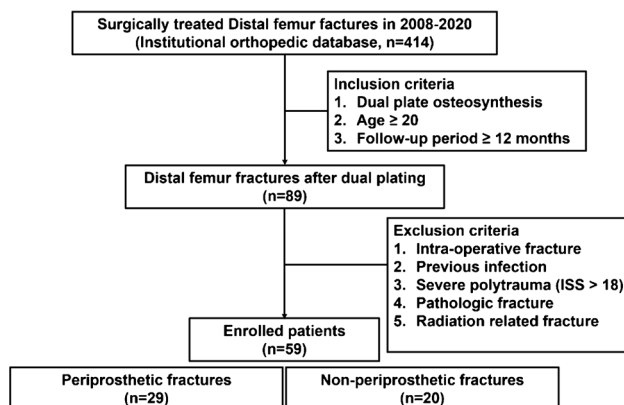 Surgically treated Distal femur factures in 2008-2020
(Institutional orthopedic database, n=414)
Inclusion criteria
1. Dual plate osteosynthesis
2. Age ≥ 20
3. Follow-up period ≥ 12 months
Distal femur fractures after dual plating
(n=89)
Exclusion criteria
1. Intra-operative fracture
2. Previous infection
3. Severe polytrauma (ISS > 18)
4. Pathologic fracture
5. Radiation related fracture
Enrolled patients
(n=59)
Periprosthetic fractures
(n=29)
Non-periprosthetic fractures
(n=20)